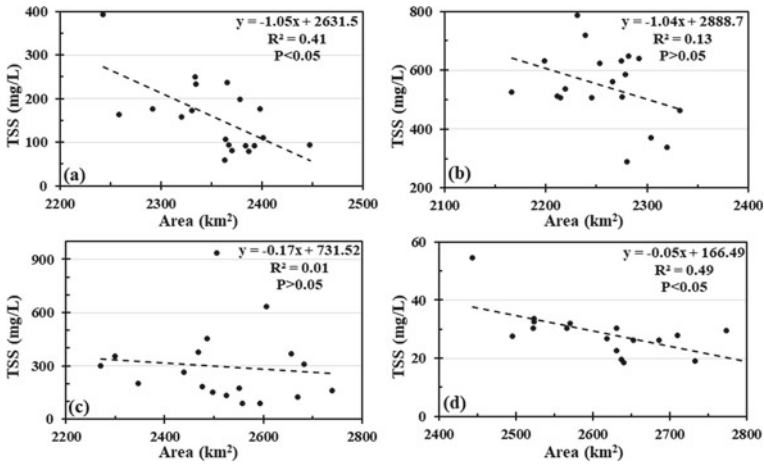 y = -1.05x + 2631.5
R² = 0.41
P<0.05
400
300
200
100
0
TSS (mg/L)
(a)
2200 2300 2400 2500
Area (km²)
y = -1.04x + 2888.7
R² = 0.13
P>0.05
800
600
400
200
TSS (mg/L)
(b)
2100 2200 2300 2400
Area (km²)
y = -0.17x + 731.52
R² = 0.01
P>0.05
900
600
300
0
TSS (mg/L)
(c)
2200 2400 2600 2800
Area (km²)
y = -0.05x + 166.49
R² = 0.49
P<0.05
60
40
20
0
TSS (mg/L)
(d)
2400 2500 2600 2700 2800
Area (km²)